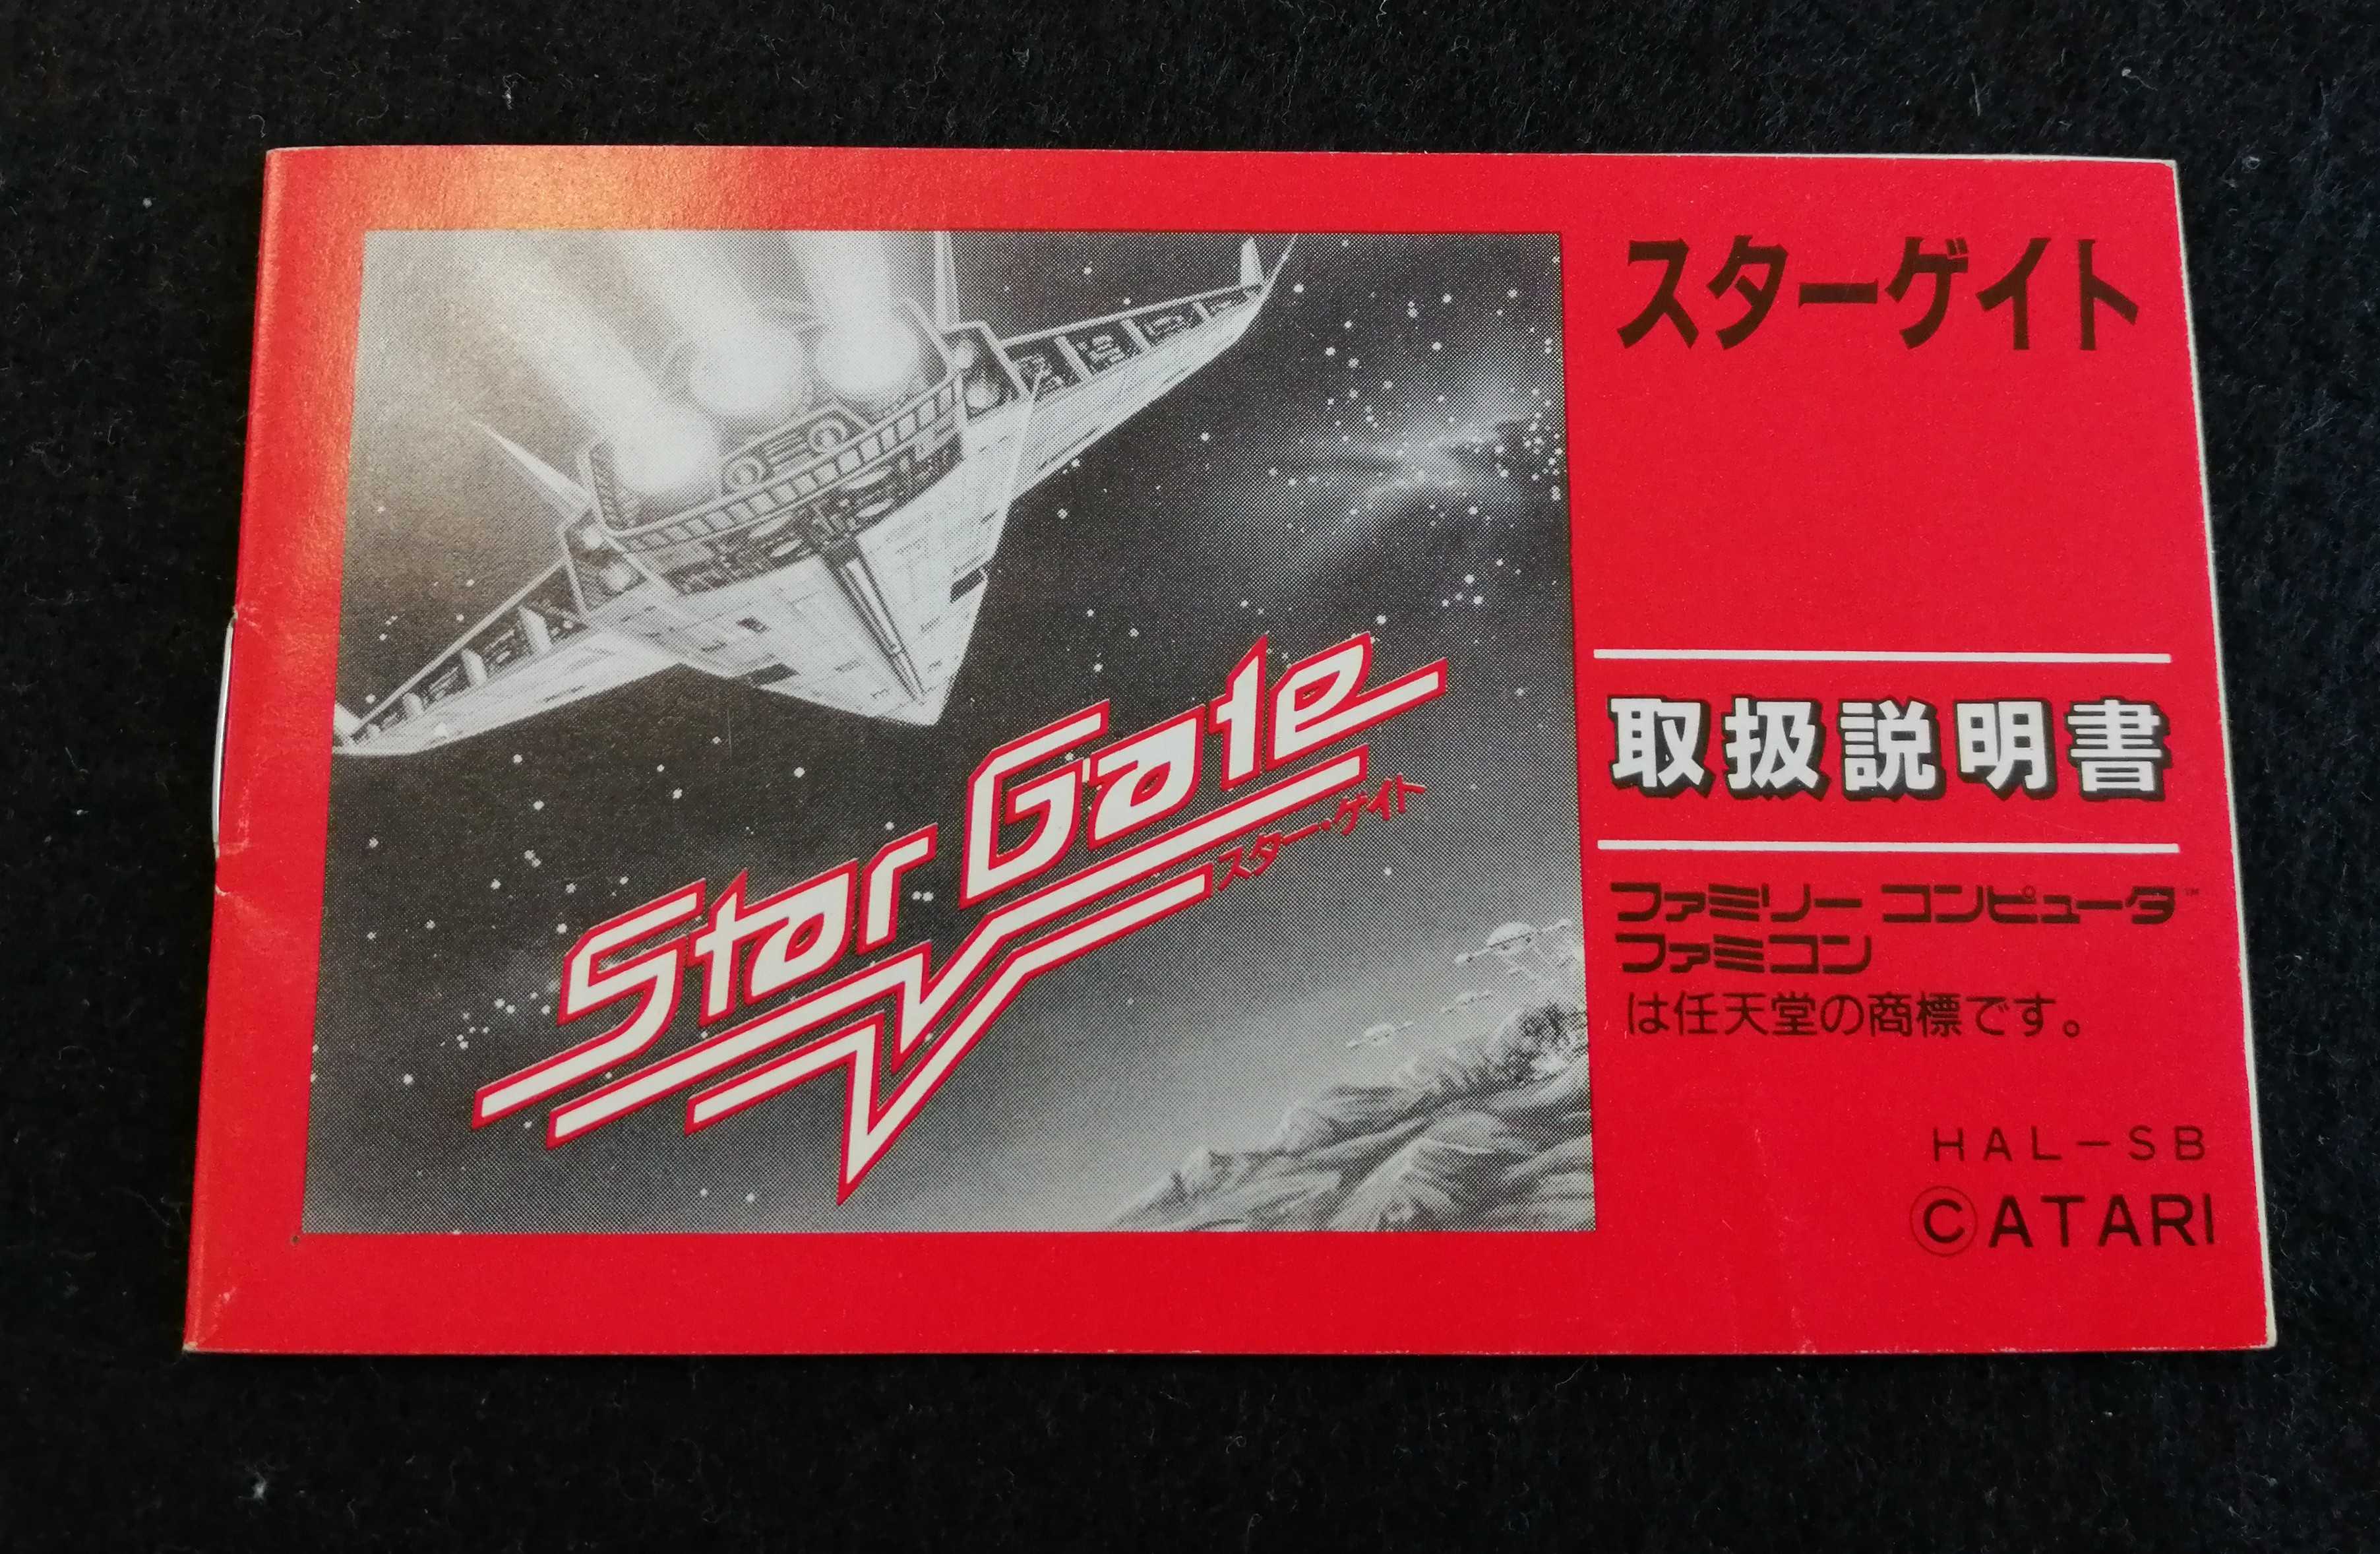 スターゲイト
Star Gate
スター・ゲイト
取扱説明書
ファミリー コンピュータ™
ファミコン
は任天堂の商標です。
HAL-SB
©ATARI